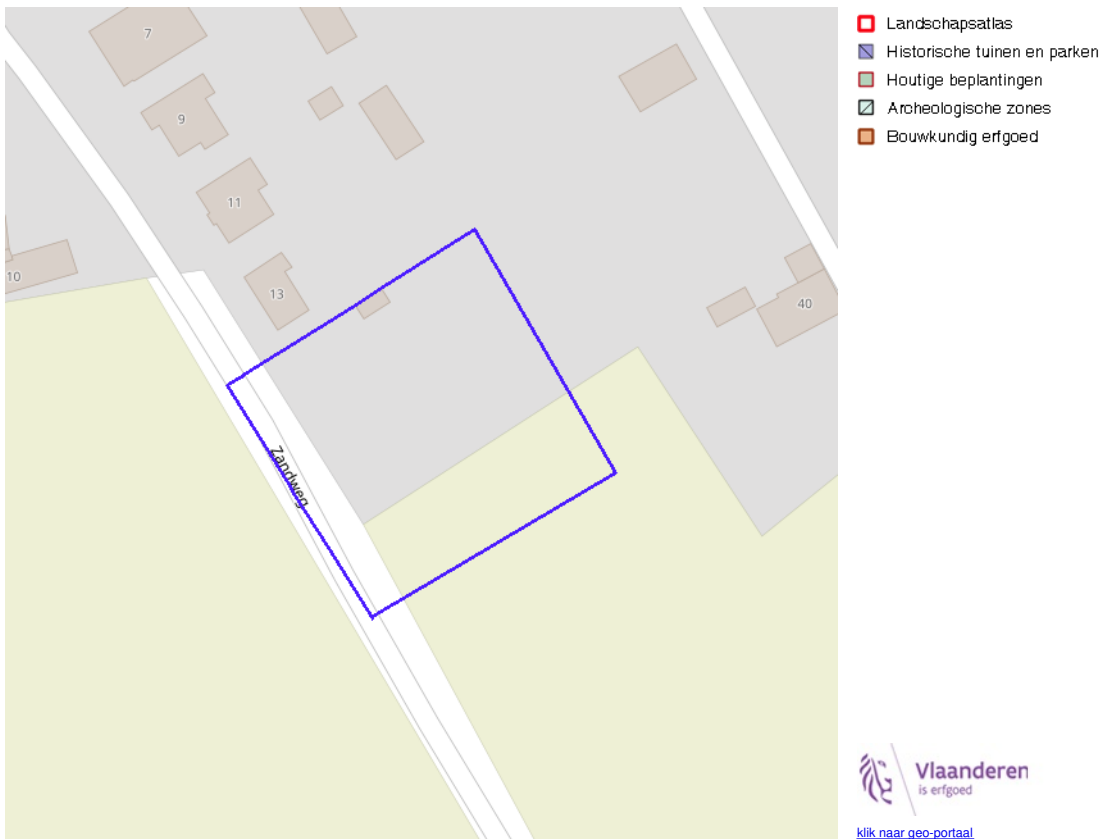 7
9
11
13
10
40
Zandweg
Landschapsatlas
Historische tuinen en parken
Houtige beplantingen
Archeologische zones
Bouwkundig erfgoed
Vlaanderen
is erfgoed
klik naar geo-portaal